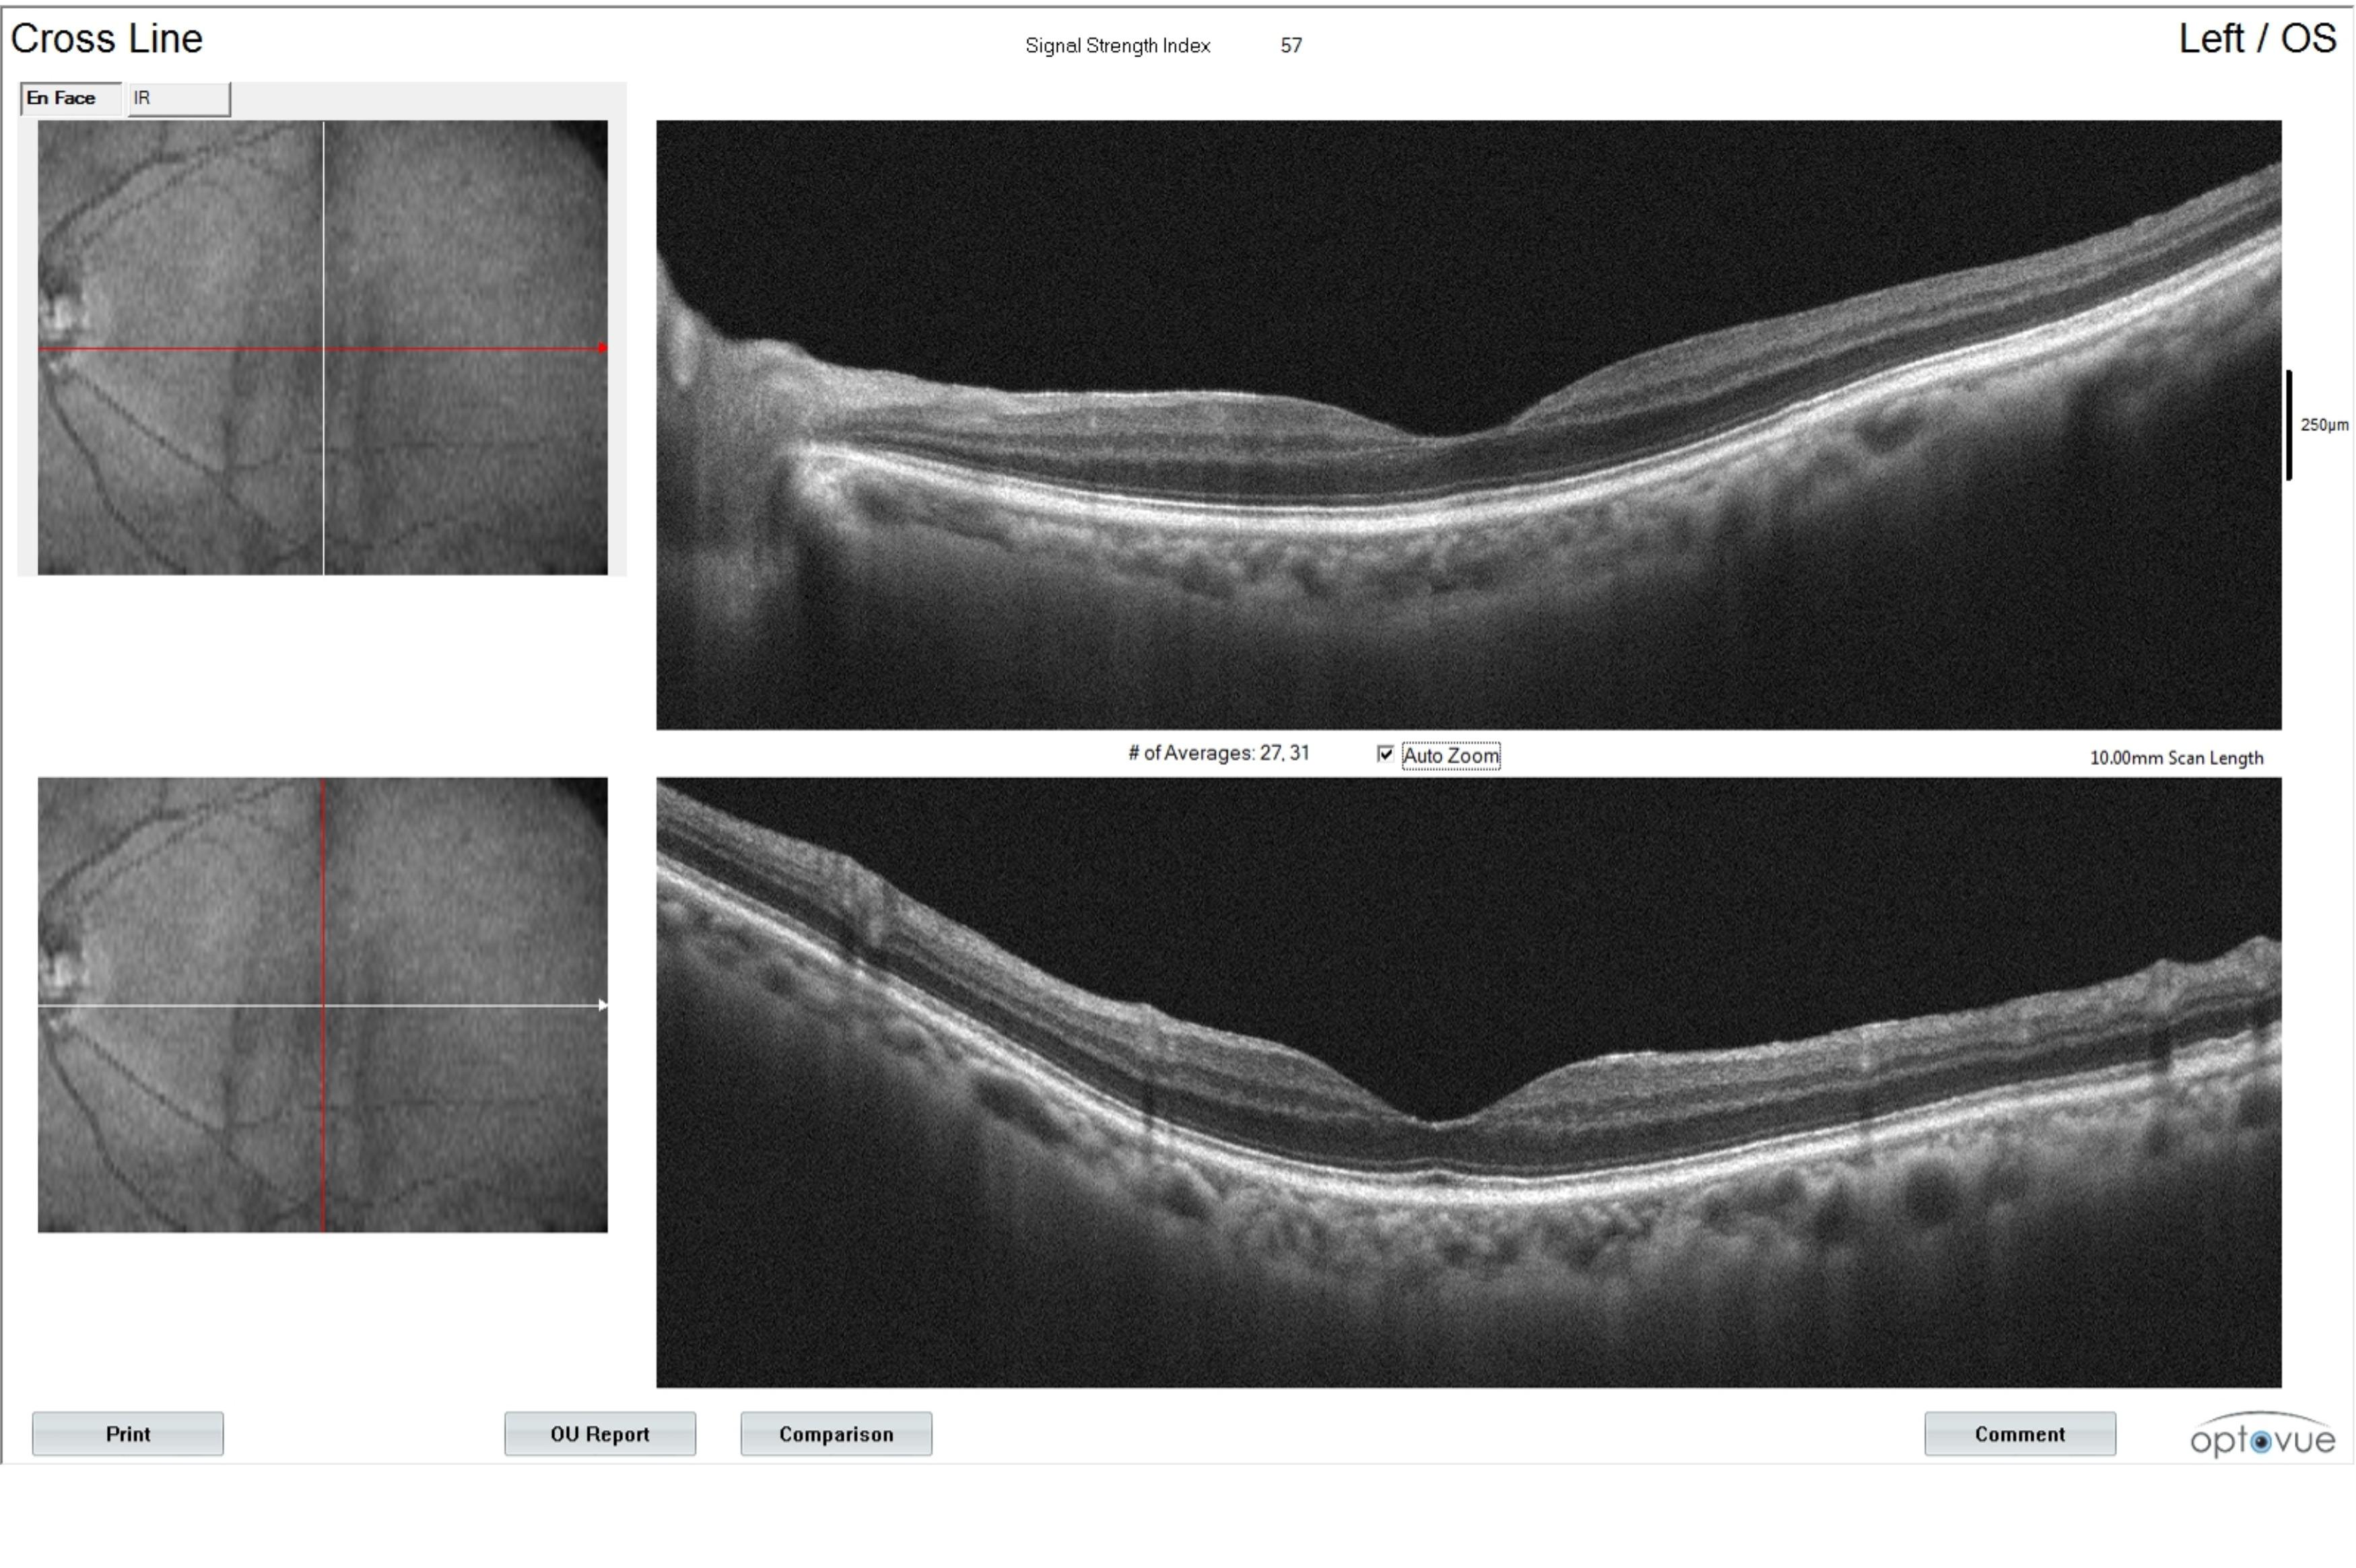 Cross Line
Signal Strength Index 57
Left / OS
En Face IR
250µm
# of Averages: 27, 31
Auto Zoom
10.00mm Scan Length
Print
OU Report
Comparison
Comment
optovue